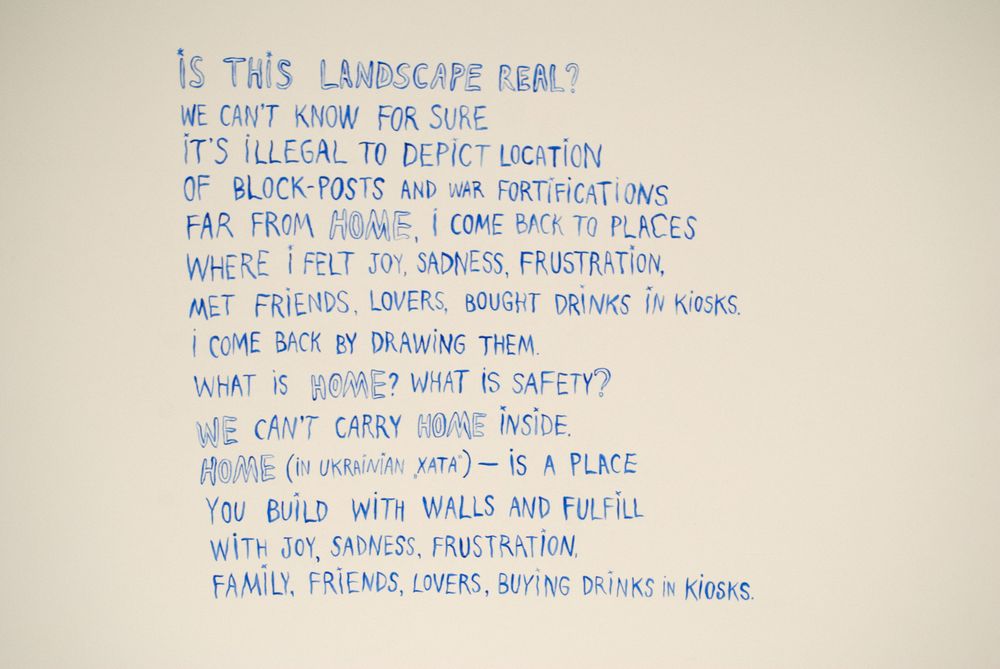 iS THiS LANDSCAPE REAL?
WE CAN'T KNOW FOR SURE
iT'S iLLEGAL TO DEPiCT LOCATiON
OF BLOCK-POSTS AND WAR FORTiFiCATiONS
FAR FROM HOME, i COME BACK TO PLACES
WHERE i FELT JOY, SADNESS, FRUSTRATiON,
MET FRiENDS, LOVERS, BOUGHT DRiNKS iN KiOSKS.
i COME BACK BY DRAWiNG THEM.
WHAT iS HOME? WHAT iS SAFETY?
WE CAN'T CARRY HOME iNSiDE.
HOME (iN UKRAiNiAN „XATA") — iS A PLACE
YOU BUiLD WiTH WALLS AND FULFiLL
WiTH JOY, SADNESS, FRUSTRATiON,
FAMiLY, FRiENDS, LOVERS, BUYiNG DRiNKS iN KiOSKS.